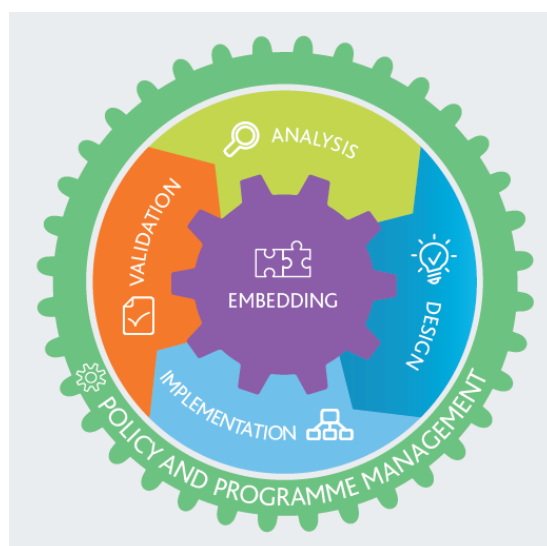 ANALYSIS
DESIGN
IMPLEMENTATION
VALIDATION
EMBEDDING
POLICY AND PROGRAMME MANAGEMENT